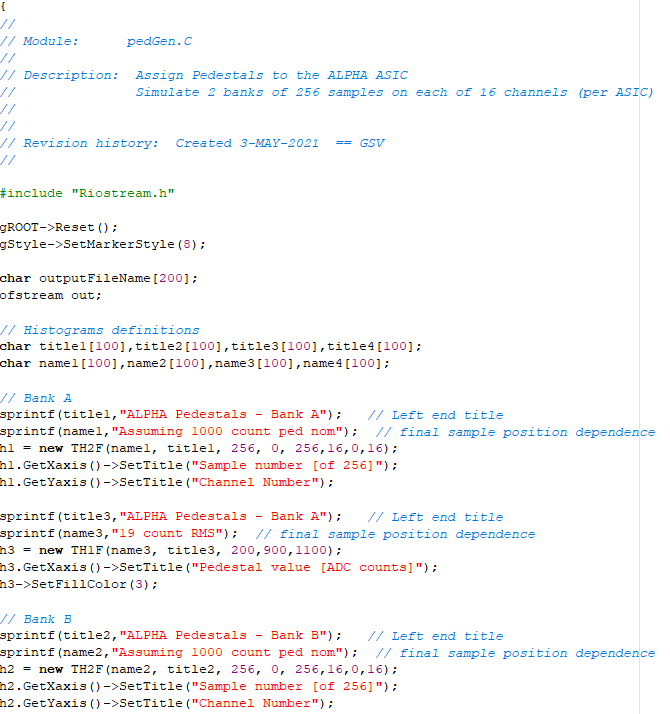 {
//
// Module:      pedGen.C
//
// Description:  Assign Pedestals to the ALPHA ASIC
//               Simulate 2 banks of 256 samples on each of 16 channels (per ASIC)
//
//
// Revision history:  Created 3-MAY-2021  == GSV
//
#include "Riostream.h"
gROOT->Reset();
gStyle->SetMarkerStyle(8);
char outputFileName[200];
ofstream out;
// Histograms definitions
char title1[100],title2[100],title3[100],title4[100];
char name1[100],name2[100],name3[100],name4[100];
// Bank A
sprintf(title1,"ALPHA Pedestals - Bank A");   // Left end title
sprintf(name1,"Assuming 1000 count ped nom");  // final sample position dependence
h1 = new TH2F(name1, title1, 256, 0, 256,16,0,16);
h1.GetXaxis()->SetTitle("Sample number [of 256]");
h1.GetYaxis()->SetTitle("Channel Number");
sprintf(title3,"ALPHA Pedestals - Bank A");   // Left end title
sprintf(name3,"19 count RMS");  // final sample position dependence
h3 = new TH1F(name3, title3, 200,900,1100);
h3.GetXaxis()->SetTitle("Pedestal value [ADC counts]");
h3->SetFillColor(3);
// Bank B
sprintf(title2,"ALPHA Pedestals - Bank B");   // Left end title
sprintf(name2,"Assuming 1000 count ped nom");  // final sample position dependence
h2 = new TH2F(name2, title2, 256, 0, 256,16,0,16);
h2.GetXaxis()->SetTitle("Sample number [of 256]");
h2.GetYaxis()->SetTitle("Channel Number");